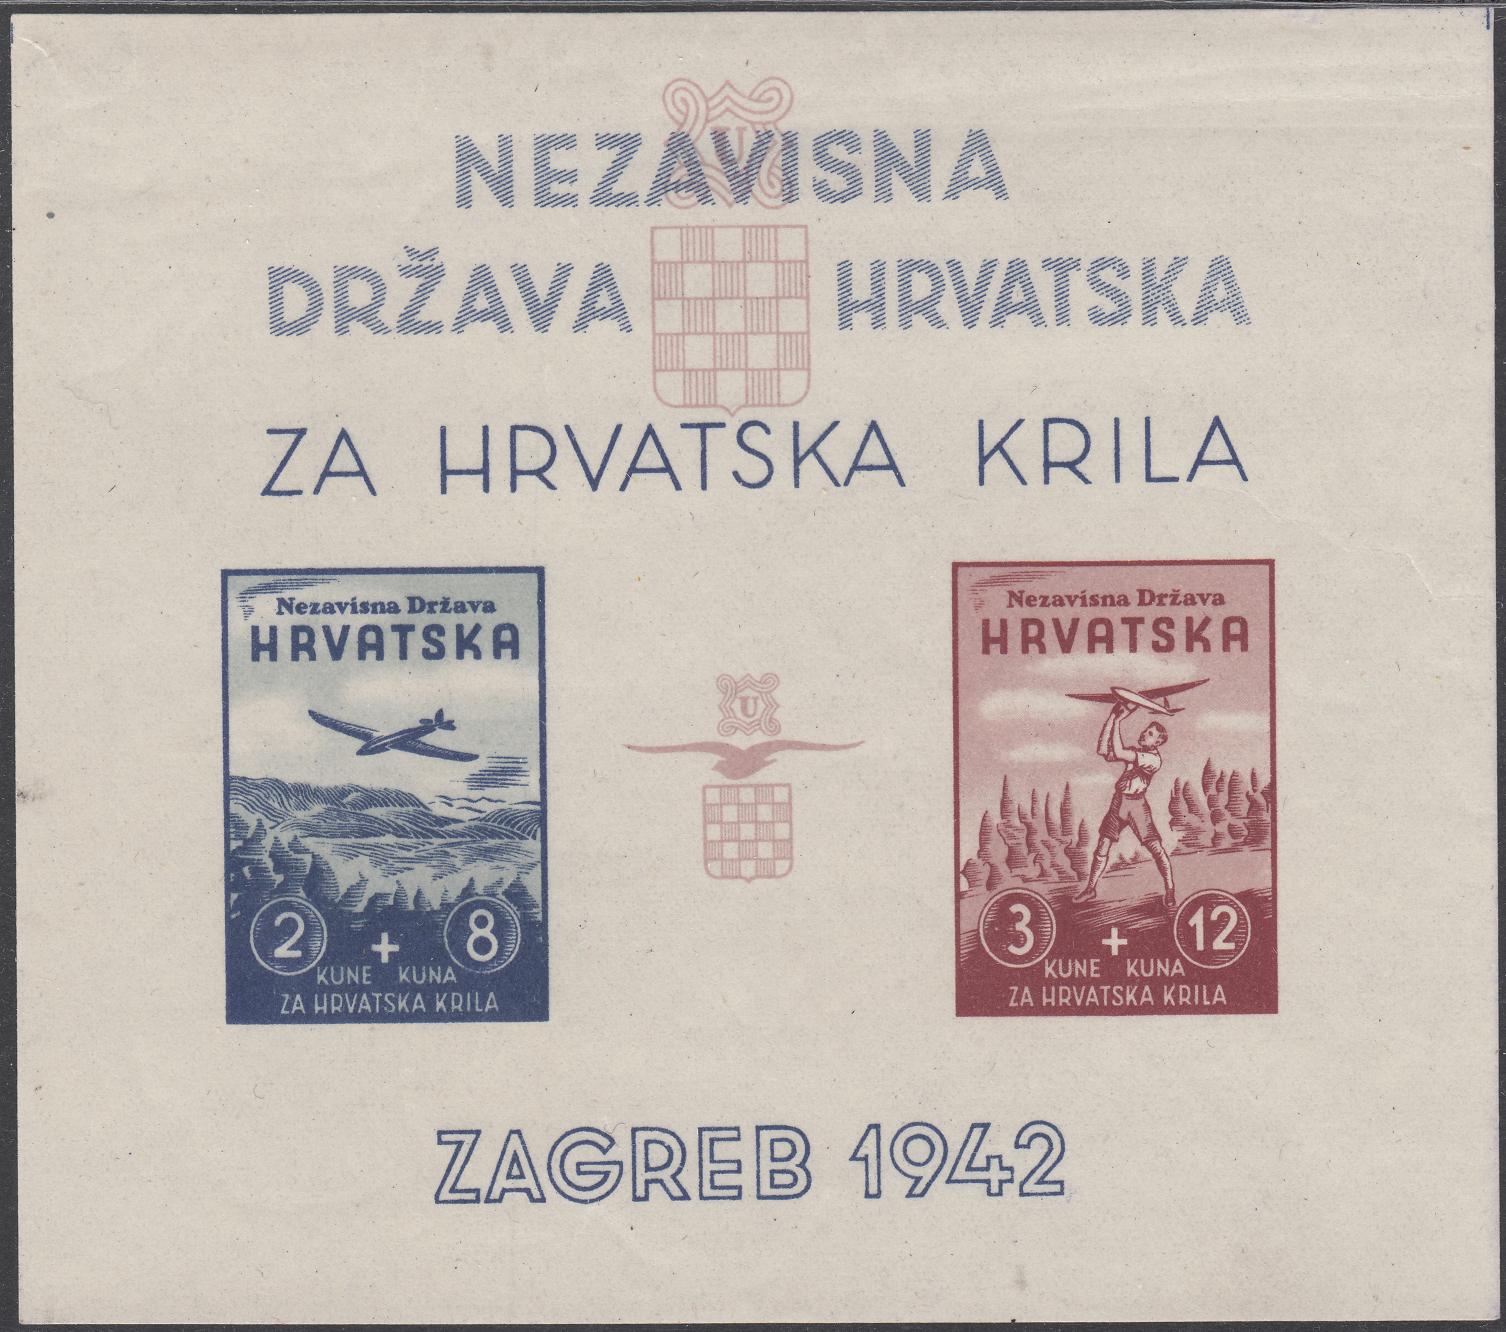 U
NEZAVISNA
DRŽAVA HRVATSKA
ZA HRVATSKA KRILA
Nezavisna Država
HRVATSKA
2 + 8
KUNE KUNA
ZA HRVATSKA KRILA
U
Nezavisna Država
HRVATSKA
3 + 12
KUNE KUNA
ZA HRVATSKA KRILA
ZAGREB 1942